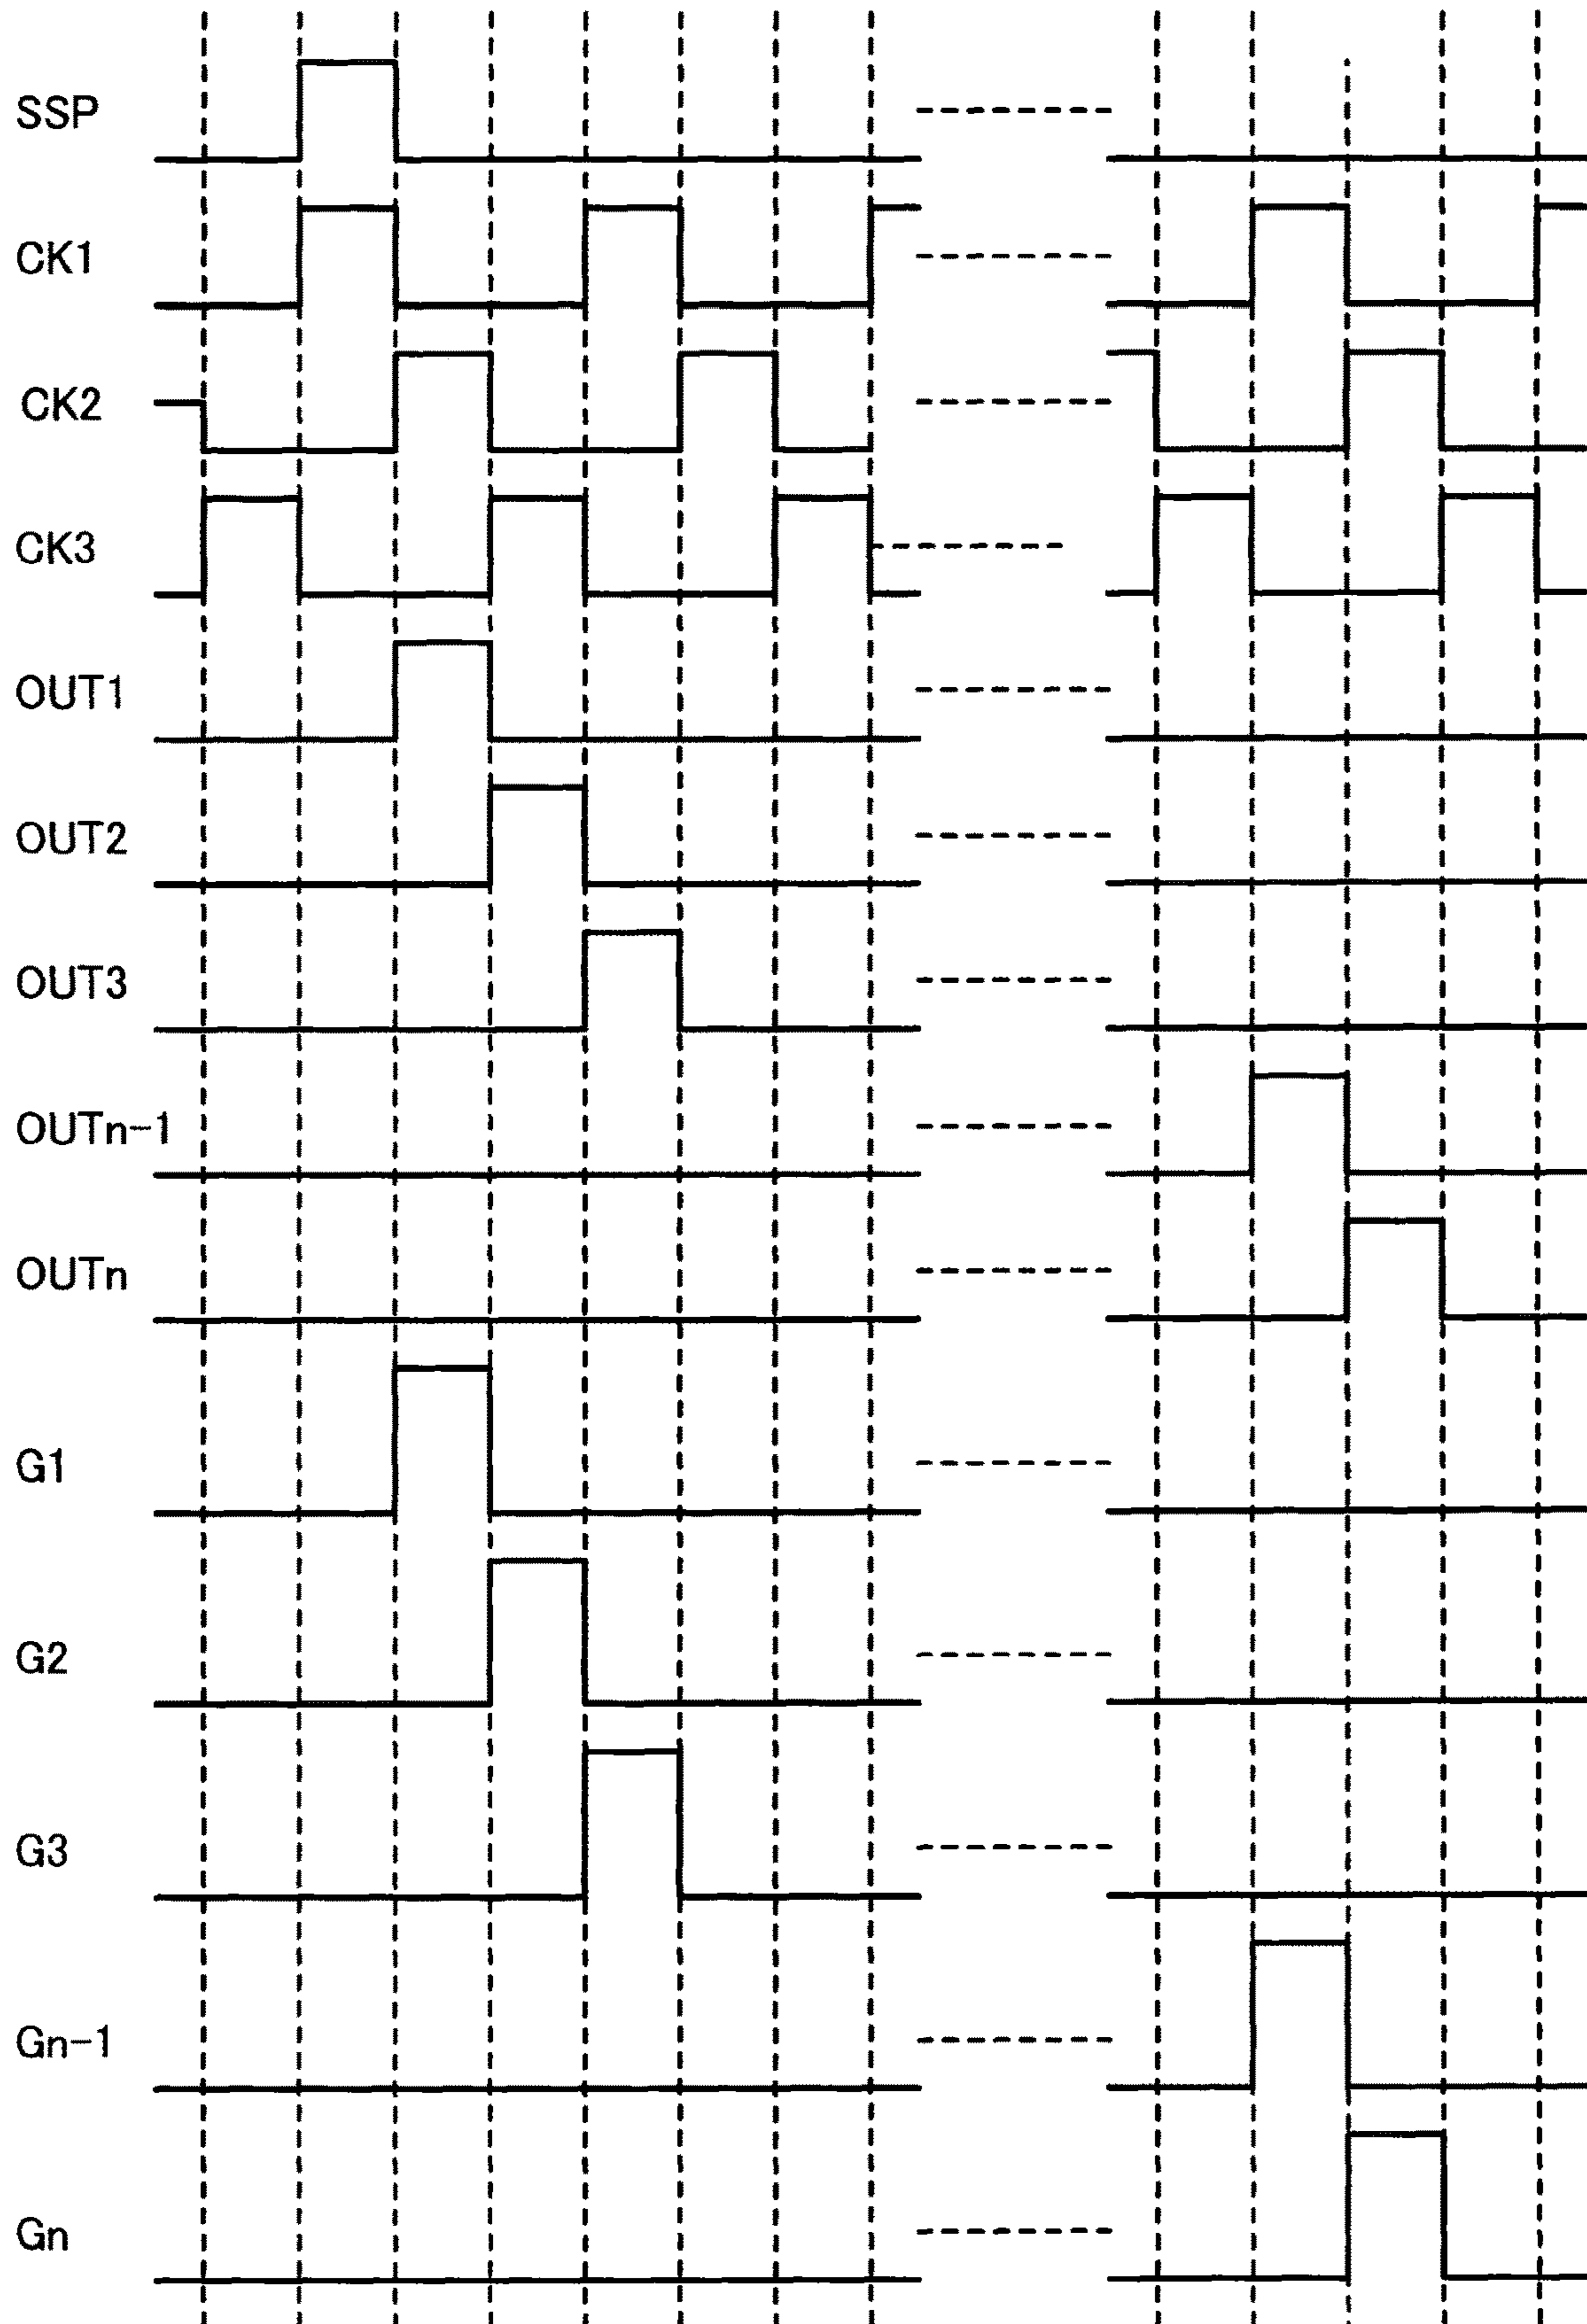 SSP
CK1
CK2
CK3
OUT1
OUT2
OUT3
OUTn-1
OUTn
G1
G2
G3
Gn-1
Gn